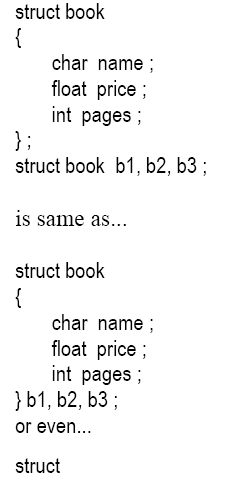 struct book
{
char name ;
float price ;
int pages ;
} ;
struct book b1, b2, b3 ;
is same as...
struct book
{
char name ;
float price ;
int pages ;
} b1, b2, b3 ;
or even...
struct